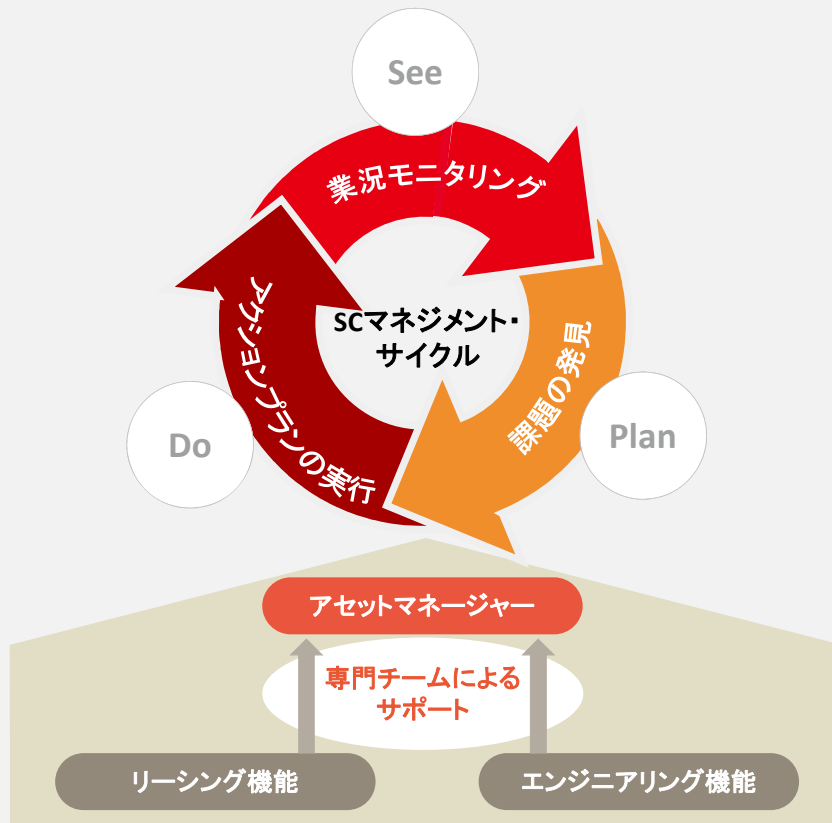 See
業況モニタリング
SCマネジメント・
サイクル
課題の発見
アクションプランの実行
Do
Plan
アセットマネージャー
専門チームによる
サポート
リーシング機能
エンジニアリング機能